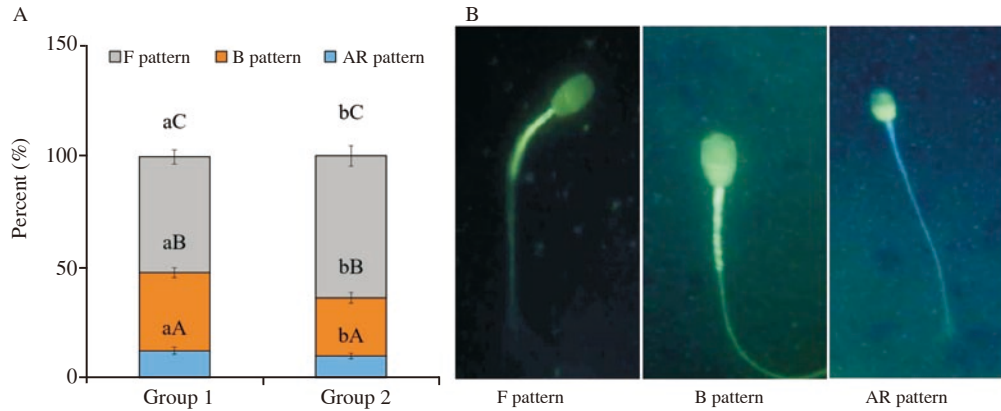 A
B
150
F pattern
B pattern
AR pattern
aC
bC
100
Percent (%)
aB
bB
50
aA
bA
0
Group 1
Group 2
F pattern
B pattern
AR pattern